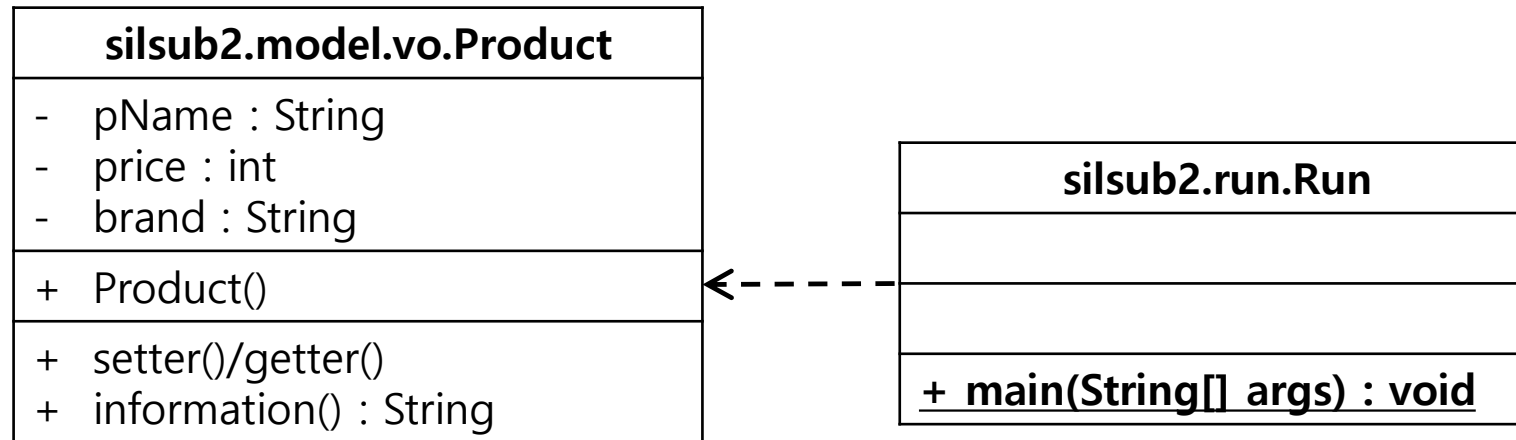 silsub2.model.vo.Product
- pName : String
- price : int
- brand : String
+ Product()
+ setter()/getter()
+ information() : String
silsub2.run.Run
+ main(String[] args) : void